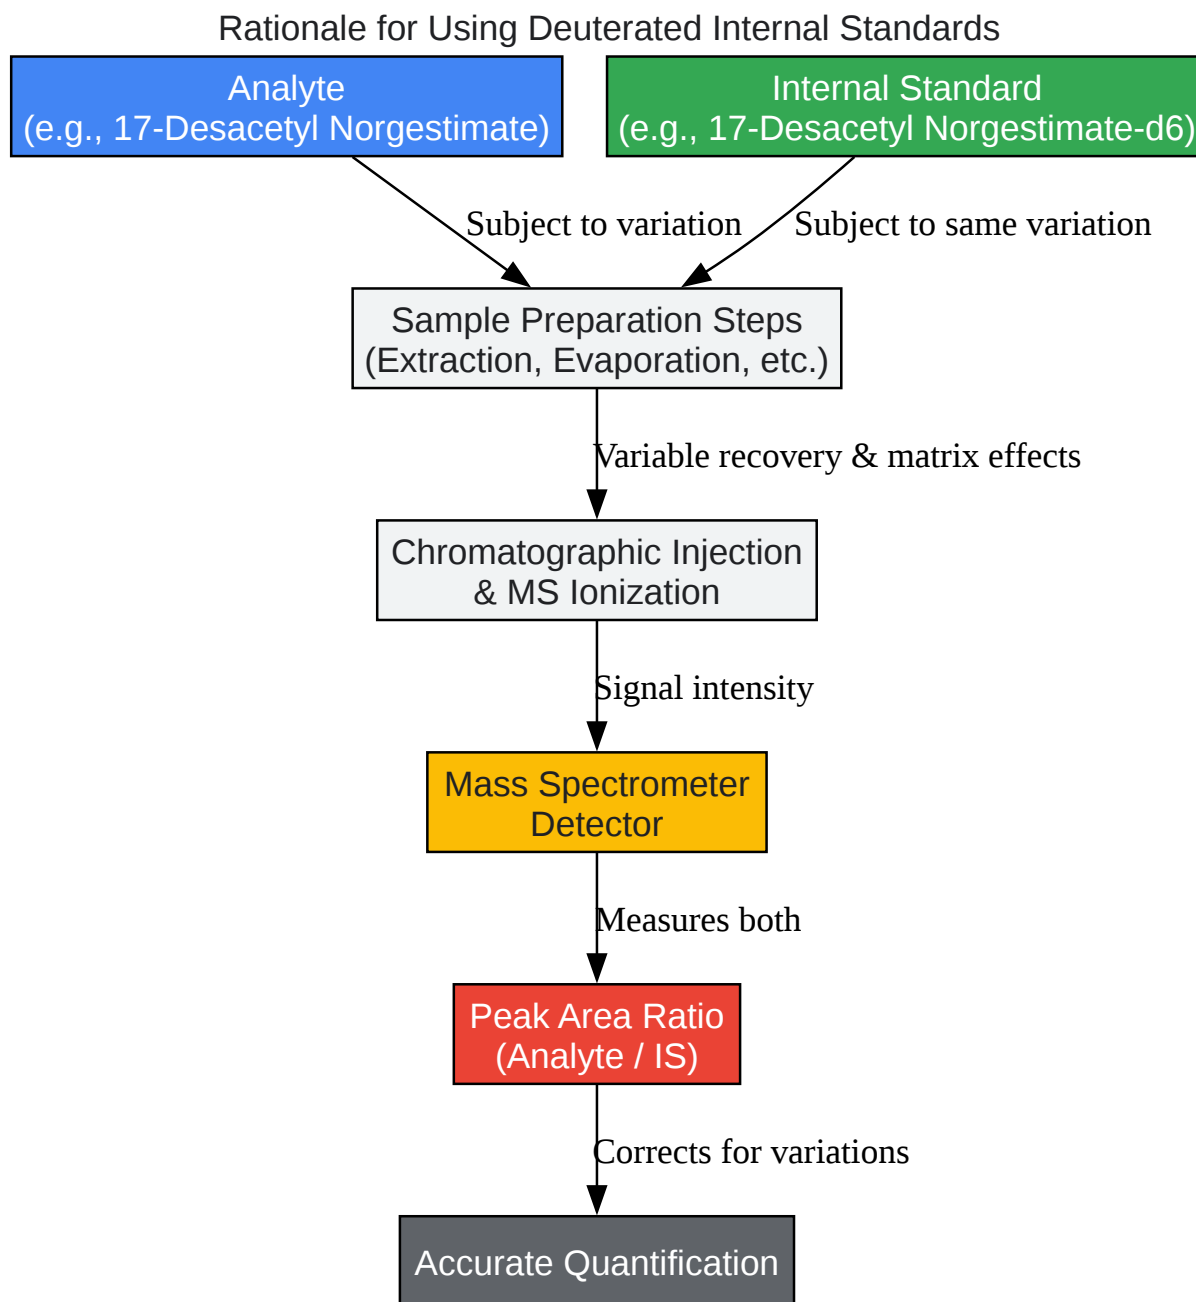 Rationale for Using Deuterated Internal Standards
Analyte
(e.g., 17-Desacetyl Norgestimate)
Internal Standard
(e.g., 17-Desacetyl Norgestimate-d6)
Subject to variation
Subject to same variation
Sample Preparation Steps
(Extraction, Evaporation, etc.)
Variable recovery & matrix effects
Chromatographic Injection
& MS Ionization
Signal intensity
Mass Spectrometer
Detector
Measures both
Peak Area Ratio
(Analyte / IS)
Corrects for variations
Accurate Quantification